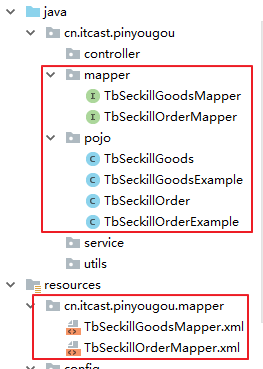 java
cn.itcast.pinyougou
controller
mapper
I TbSeckillGoodsMapper
I TbSeckillOrderMapper
pojo
C TbSeckillGoods
C TbSeckillGoodsExample
C TbSeckillOrder
C TbSeckillOrderExample
service
utils
resources
cn.itcast.pinyougou.mapper
TbSeckillGoodsMapper.xml
TbSeckillOrderMapper.xml
config